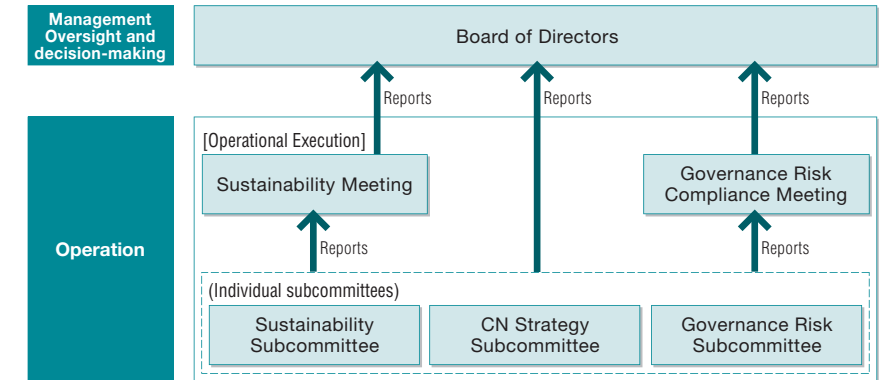 Management
Oversight and
decision-making
Board of Directors
Reports
Reports
Reports
Operation
[Operational Execution]
Sustainability Meeting
Governance Risk
Compliance Meeting
Reports
Reports
(Individual subcommittees)
Sustainability
Subcommittee
CN Strategy
Subcommittee
Governance Risk
Subcommittee